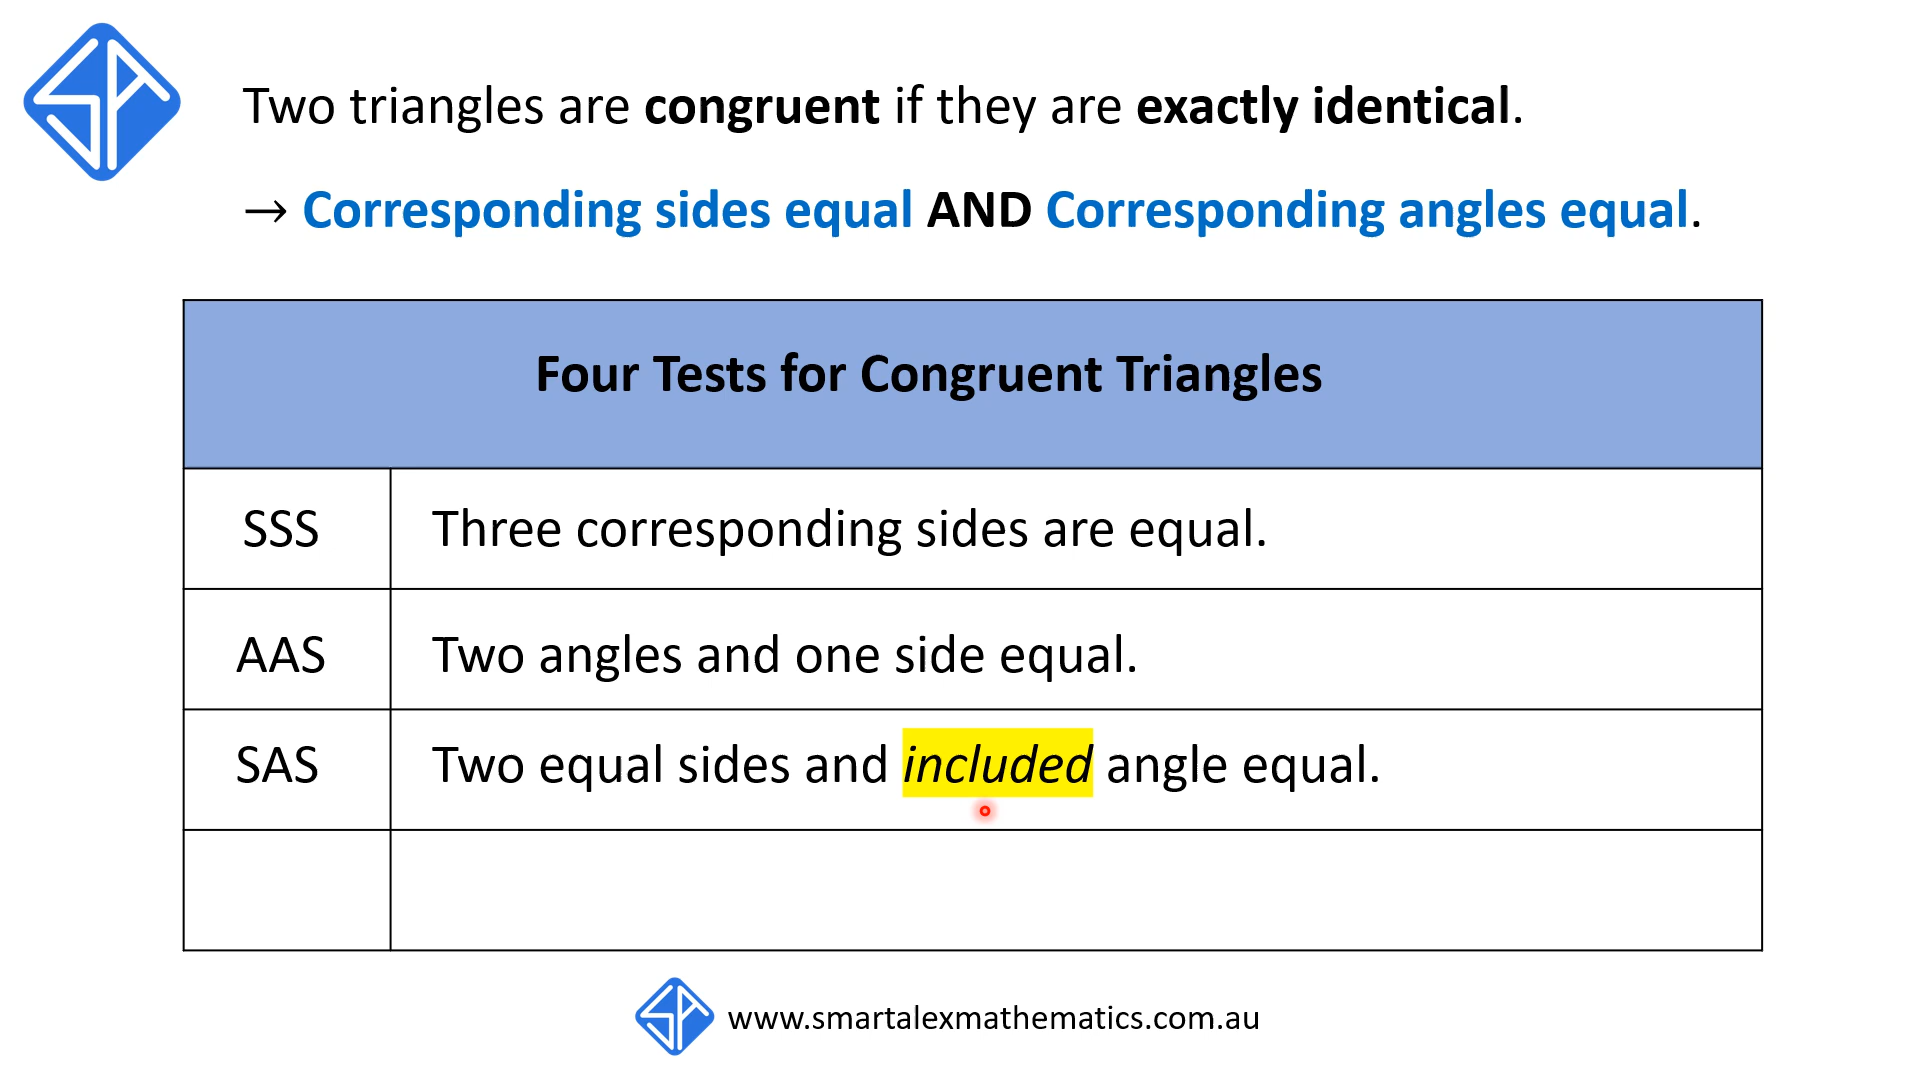 Two triangles are congruent if they are exactly identical.
→ Corresponding sides equal AND Corresponding angles equal.
Four Tests for Congruent Triangles
SSS Three corresponding sides are equal.
AAS Two angles and one side equal.
SAS Two equal sides and included angle equal.
www.smartalexmathematics.com.au